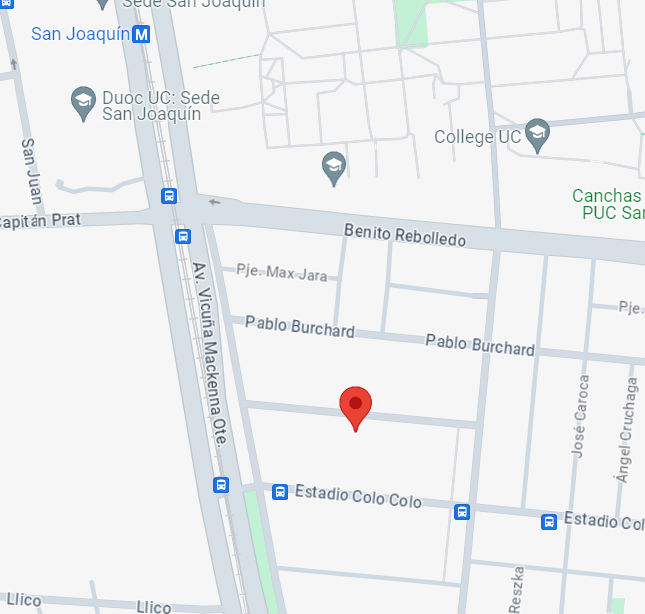 Sede San Joaquín
San Joaquín M
Duoc UC: Sede
San Joaquín
College UC
San Juan
Canchas
PUC Sar
Capitán Prat
Benito Rebolledo
Av. Vicuña Mackenna Ote.
Pje. Max Jara
Pje.
Pablo Burchard
Pablo Burchard
José Caroca
Ángel Cruchaga
Estadio Colo Colo
Estadio Col
Reszka
Llico
Llico